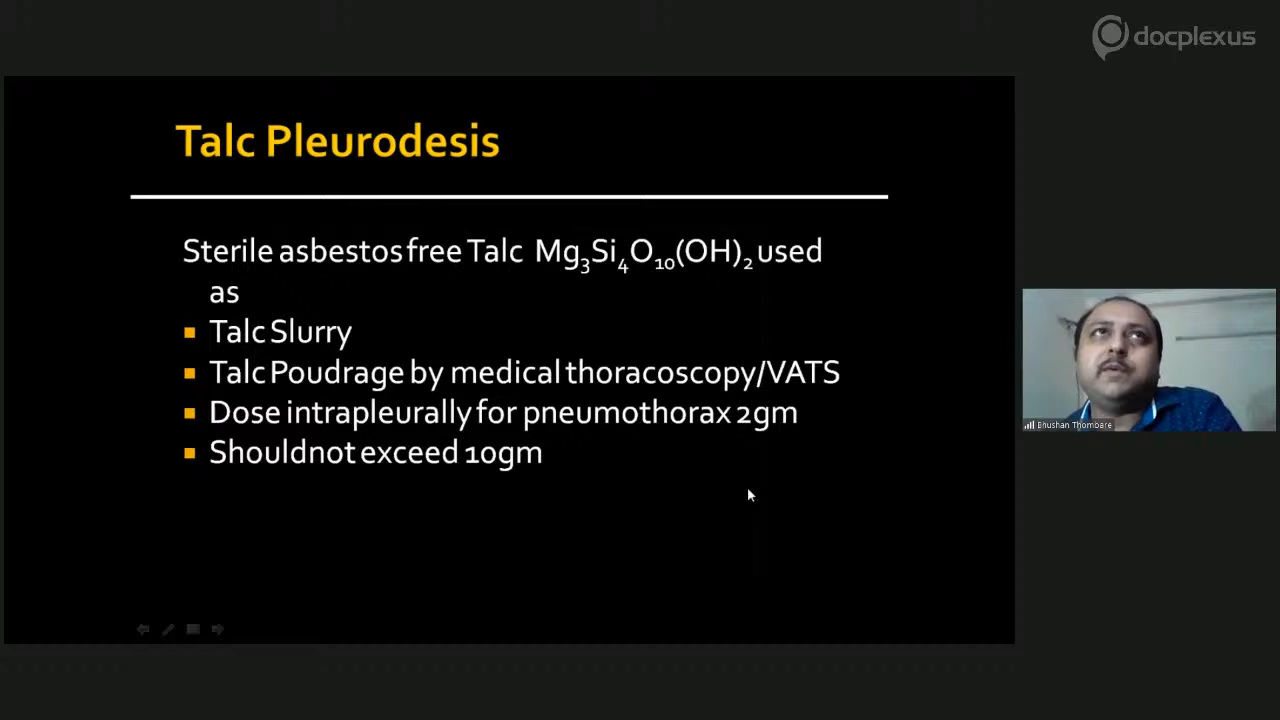 docplexus
Talc Pleurodesis
Sterile asbestos free Talc Mg₃Si₄O₁₀(OH)₂ used
as
Talc Slurry
Talc Poudrage by medical thoracoscopy/VATS
Dose intrapleurally for pneumothorax 2gm
Shouldnot exceed 10gm
Bhushan Thombare